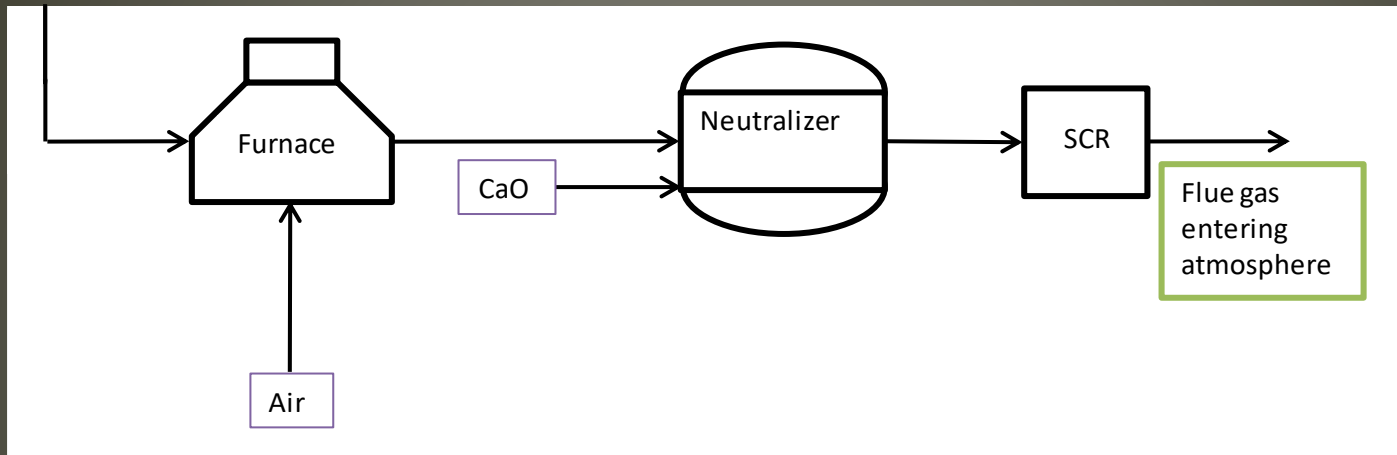 Furnace
Neutralizer
SCR
CaO
Flue gas
entering
atmosphere
Air